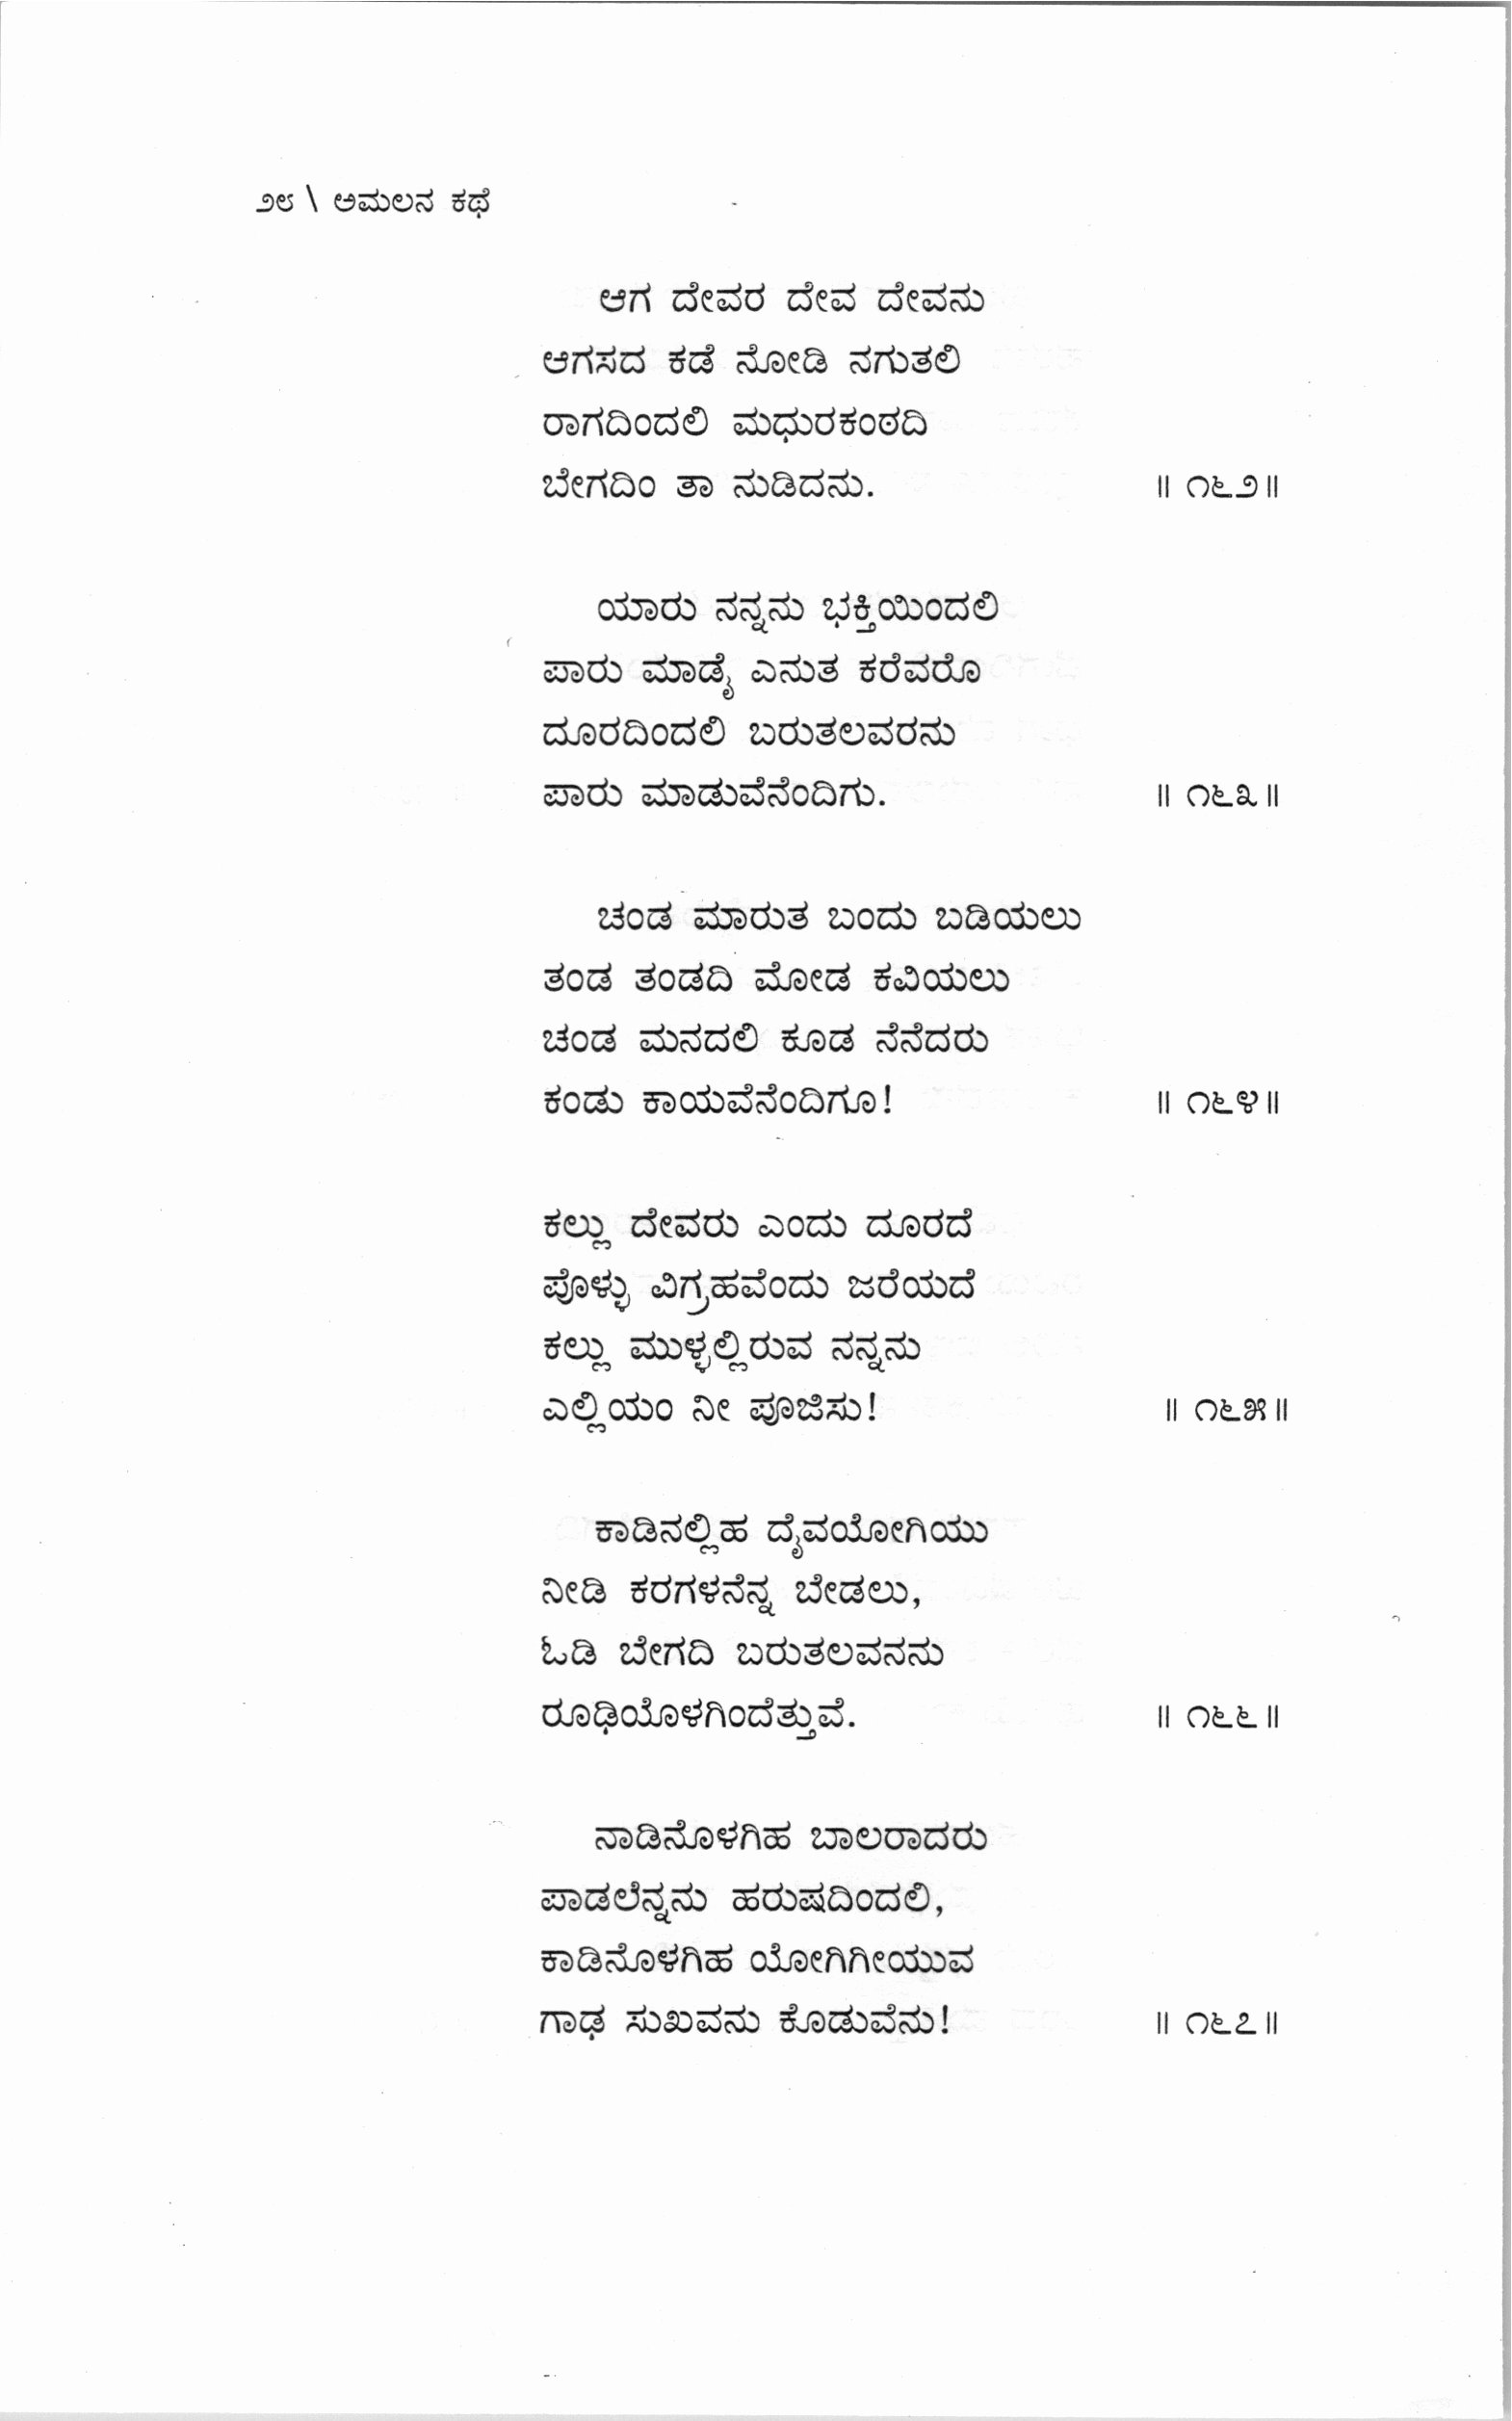 ೨೮ \ ಅಮಲನ ಕಥೆ
ಆಗ ದೇವರ ದೇವ ದೇವನು
ಆಗಸದ ಕಡೆ ನೋಡಿ ನಗುತಲಿ
ರಾಗದಿಂದಲಿ ಮಧುರಕಂಠದಿ
ಬೇಗದಿಂ ತಾ ನುಡಿದನು. ॥ ೧೬೨॥
ಯಾರು ನನ್ನನು ಭಕ್ತಿಯಿಂದಲಿ
ಪಾರು ಮಾಡೈ ಎನುತ ಕರೆವರೊ
ದೂರದಿಂದಲಿ ಬರುತಲವರನು
ಪಾರು ಮಾಡುವೆನೆಂದಿಗು. ॥ ೧೬೩॥
ಚಂಡ ಮಾರುತ ಬಂದು ಬಡಿಯಲು
ತಂಡ ತಂಡದಿ ಮೋಡ ಕವಿಯಲು
ಚಂಡ ಮನದಲಿ ಕೂಡ ನೆನೆದರು
ಕಂಡು ಕಾಯವೆನೆಂದಿಗೂ! ॥ ೧೬೪॥
ಕಲ್ಲು ದೇವರು ಎಂದು ದೂರದೆ
ಪೊಳ್ಳು ವಿಗ್ರಹವೆಂದು ಜರೆಯದೆ
ಕಲ್ಲು ಮುಳ್ಳಲ್ಲಿರುವ ನನ್ನನು
ಎಲ್ಲಿಯಂ ನೀ ಪೂಜಿಸು! ॥ ೧೬೫॥
ಕಾಡಿನಲ್ಲಿಹ ದೈವಯೋಗಿಯು
ನೀಡಿ ಕರಗಳನೆನ್ನ ಬೇಡಲು,
ಓಡಿ ಬೇಗದಿ ಬರುತಲವನನು
ರೂಢಿಯೊಳಗಿಂದೆತ್ತುವೆ. ॥ ೧೬೬॥
ನಾಡಿನೊಳಗಿಹ ಬಾಲರಾದರು
ಪಾಡಲೆನ್ನನು ಹರುಷದಿಂದಲಿ,
ಕಾಡಿನೊಳಗಿಹ ಯೋಗಿಗೀಯುವ
ಗಾಢ ಸುಖವನು ಕೊಡುವೆನು! ॥ ೧೬೭॥